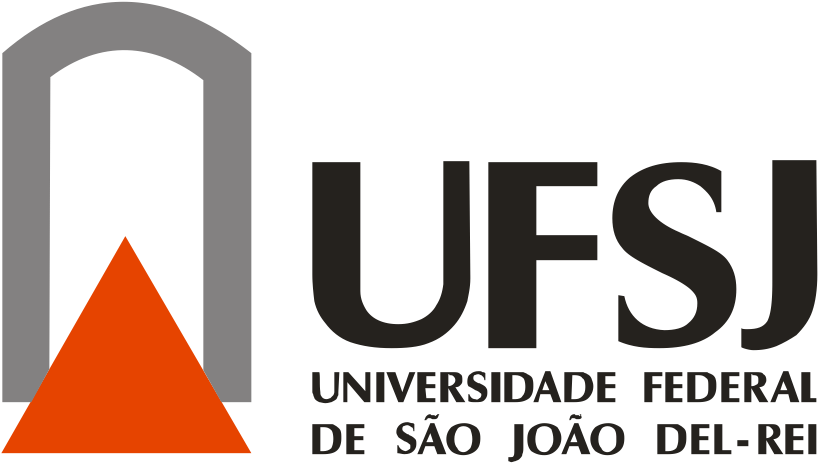 UFSJ
UNIVERSIDADE FEDERAL
DE SÃO JOÃO DEL-REI